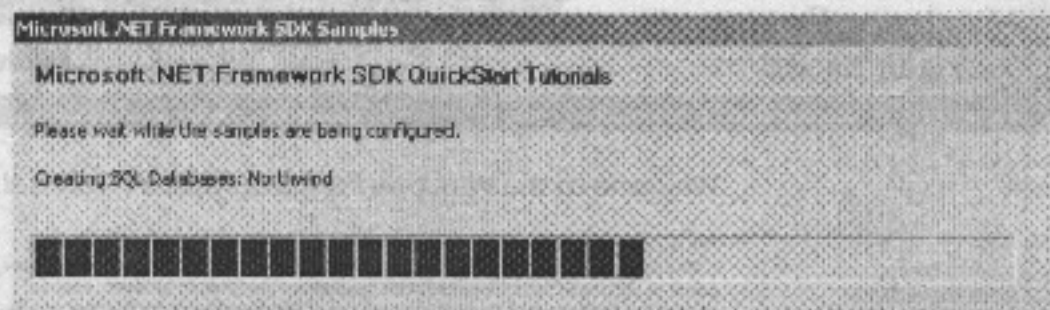 Microsoft .NET Framework SDK Samples
Microsoft .NET Framework SDK QuickStart Tutorials
Please wait while the samples are being configured.
Creating SQL Databases: Northwind